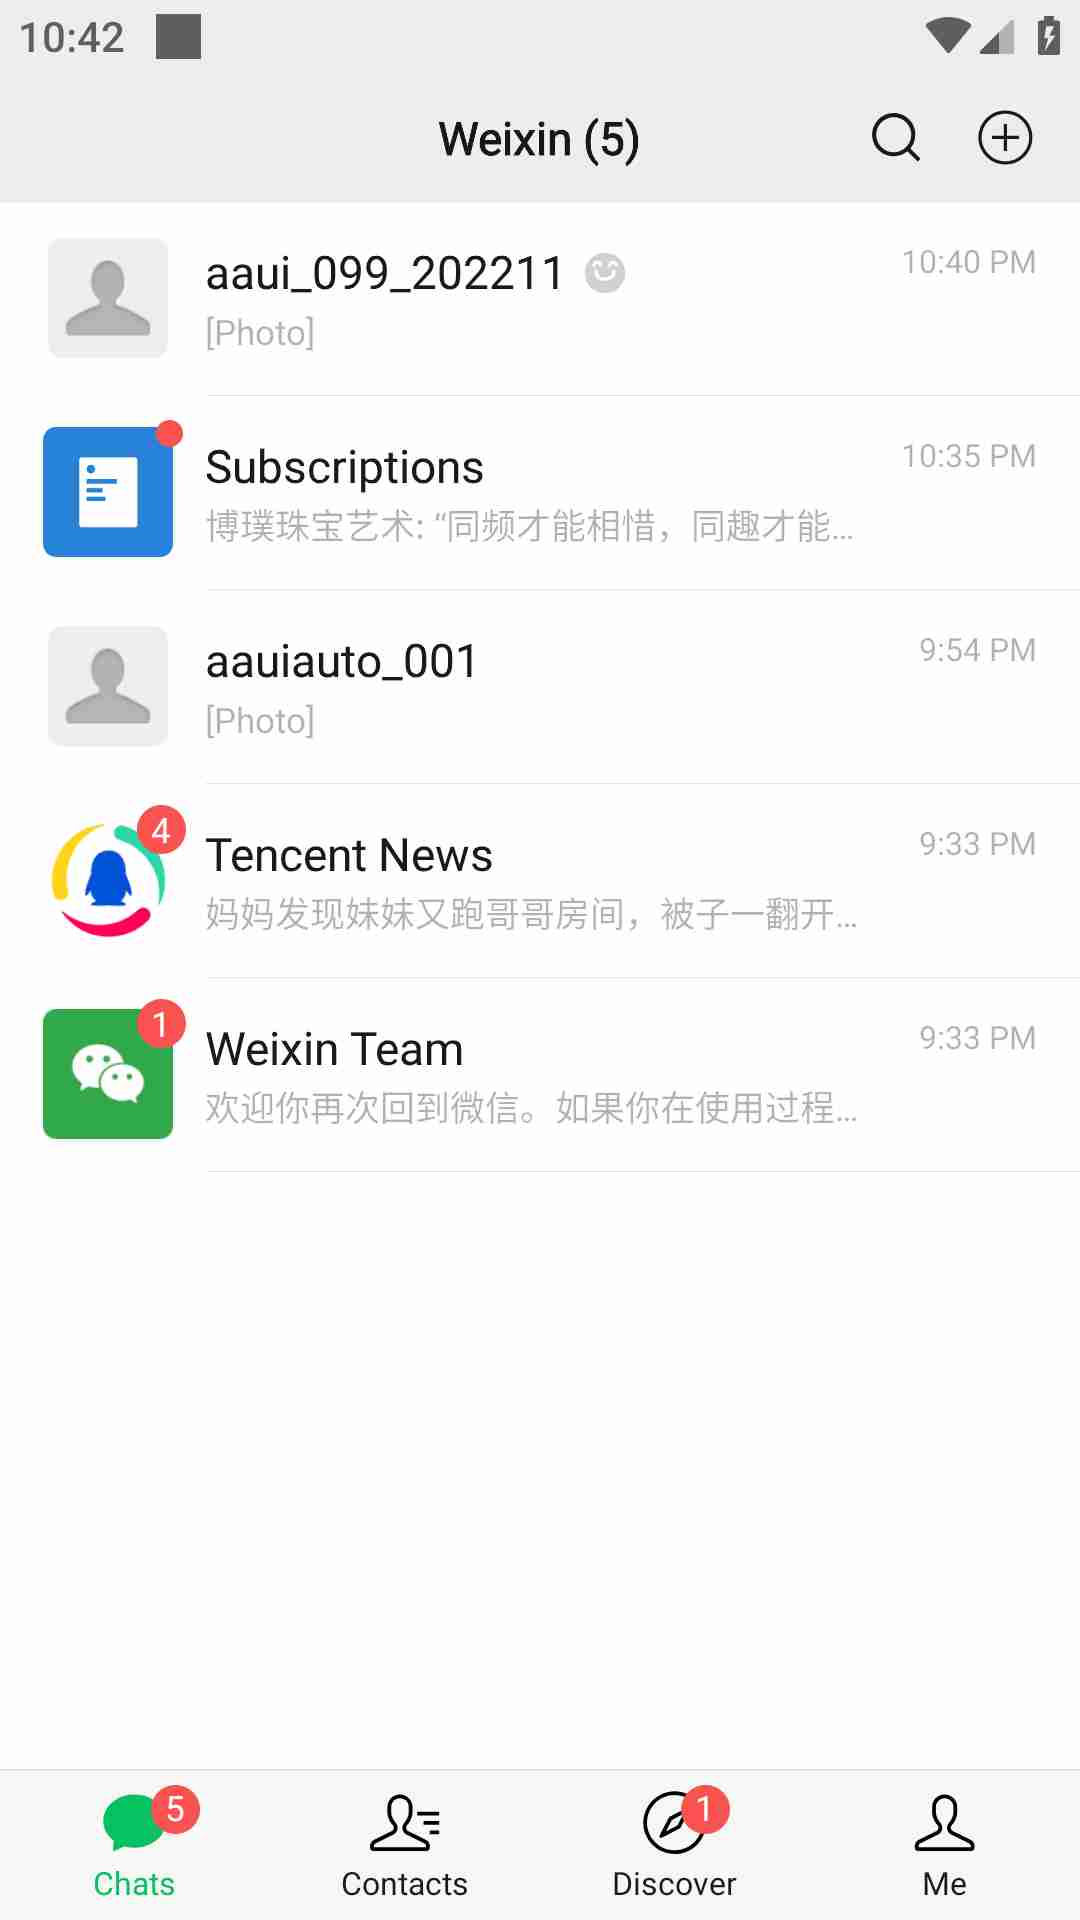 10:42
Weixin (5)
aaui_099_202211
10:40 PM
[Photo]
Subscriptions
10:35 PM
博璞珠宝艺术: “同频才能相惜，同趣才能...
aauiauto_001
9:54 PM
[Photo]
4
Tencent News
9:33 PM
妈妈发现妹妹又跑哥哥房间，被子一翻开...
1
Weixin Team
9:33 PM
欢迎你再次回到微信。如果你在使用过程...
5
1
Chats
Contacts
Discover
Me